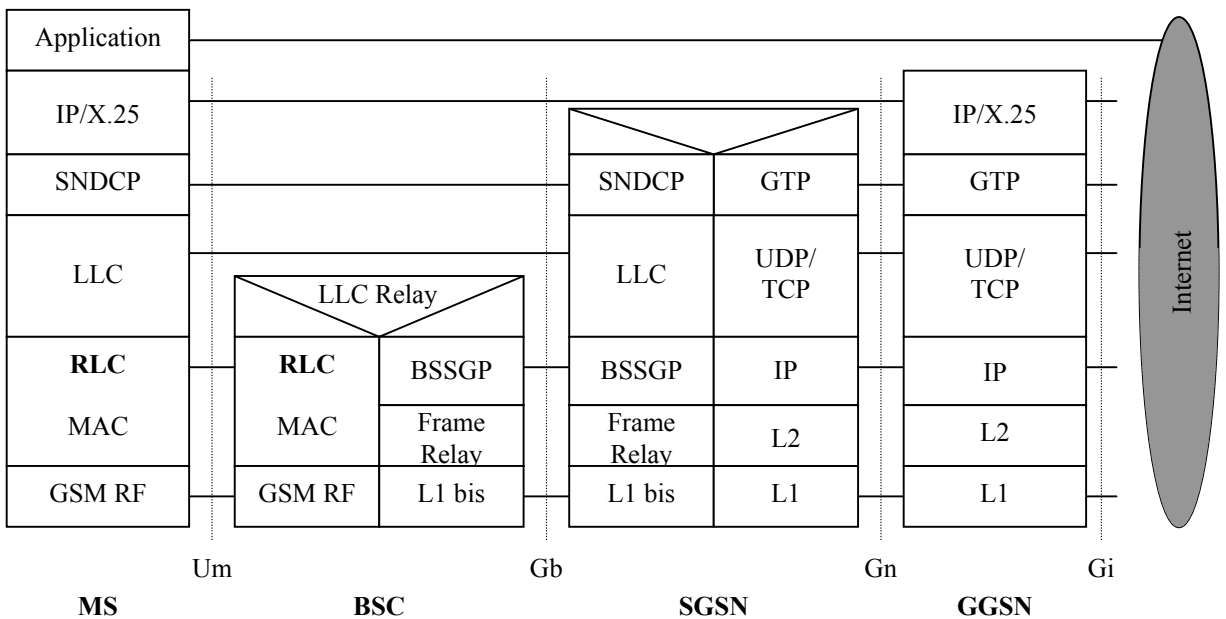 Application
IP/X.25
IP/X.25
SNDCP
SNDCP
GTP
GTP
LLC
LLC Relay
LLC
UDP/
TCP
UDP/
TCP
RLC
RLC
BSSGP
BSSGP
IP
IP
MAC
MAC
Frame
Relay
Frame
Relay
L2
L2
GSM RF
GSM RF
L1 bis
L1 bis
L1
L1
Internet
Um
Gb
Gn
Gi
MS
BSC
SGSN
GGSN